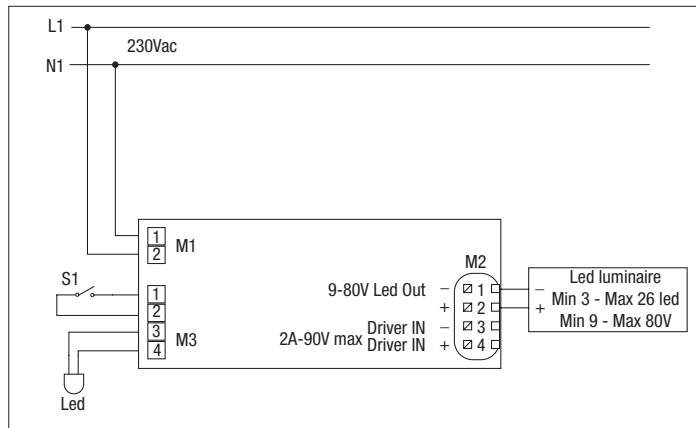 L1
230Vac
N1
1
2
M1
S1
1
2
3
4
M3
Led
M2
9-80V Led Out
− 1
+ 2
2A-90V max
Driver IN − 3
Driver IN + 4
−
+
Led luminaire
Min 3 - Max 26 led
Min 9 - Max 80V